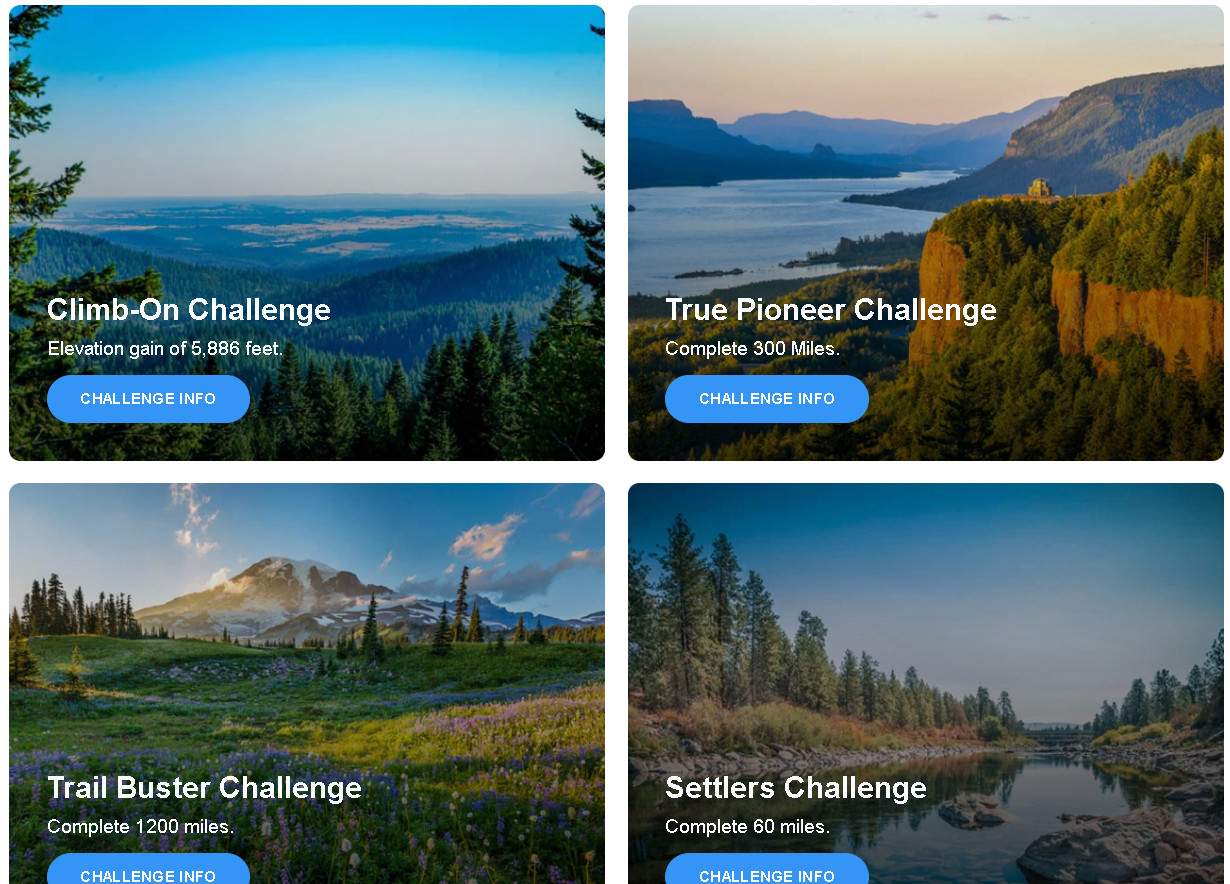 Climb-On Challenge
Elevation gain of 5,886 feet.
CHALLENGE INFO
True Pioneer Challenge
Complete 300 Miles.
CHALLENGE INFO
Trail Buster Challenge
Complete 1200 miles.
CHALLENGE INFO
Settlers Challenge
Complete 60 miles.
CHALLENGE INFO